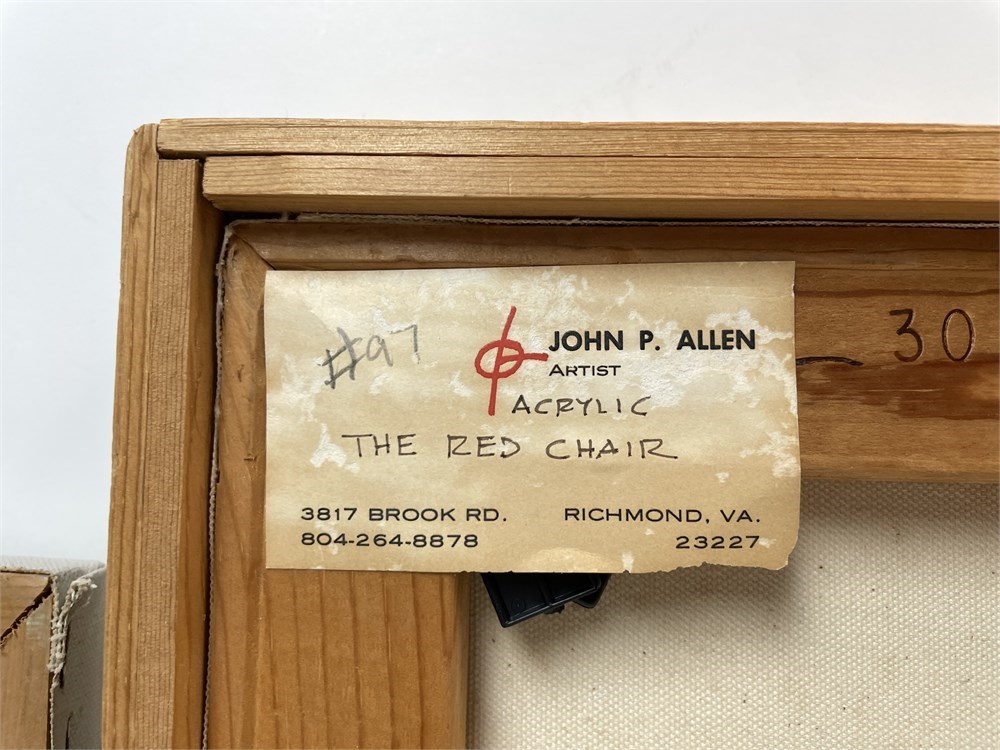 #97
JOHN P. ALLEN
ARTIST
ACRYLIC
THE RED CHAIR
3817 BROOK RD. RICHMOND, VA.
804-264-8878 23227
30